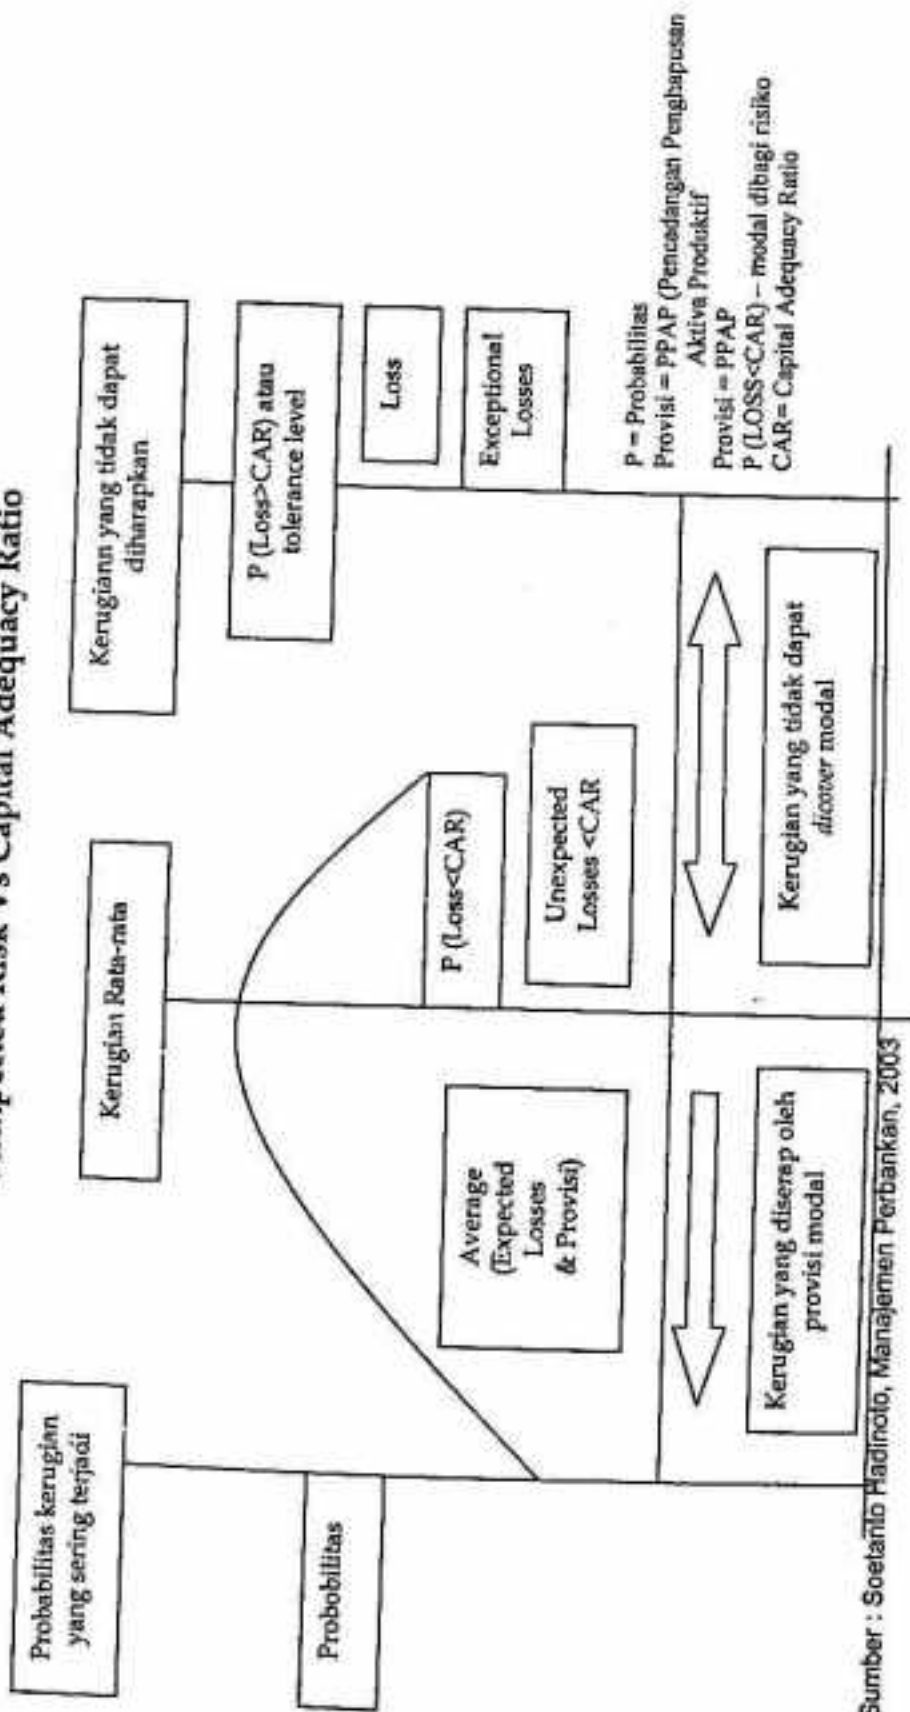 Risk Vs Capital Adequacy Ratio
Probabilitas kerugian
yang sering terjadi
Kerugian Rata-rata
Kerugiann yang tidak dapat
diharapkan
Probobilitas
P (Loss>CAR) atau
tolerance level
Loss
Exceptional
Losses
P (Loss<CAR)
Average
(Expected
Losses
& Provisi)
Unexpected
Losses <CAR
Kerugian yang diserap oleh
provisi modal
Kerugian yang tidak dapat
dicover modal
P = Probabilitas
Provisi = PPAP (Pencadangan Penghapusan
Aktiva Produktif
Provisi = PPAP
P (LOSS<CAR) – modal dibagi risiko
CAR= Capital Adequacy Ratio
Sumber : Soetanto Hadinoto, Manajemen Perbankan, 2003